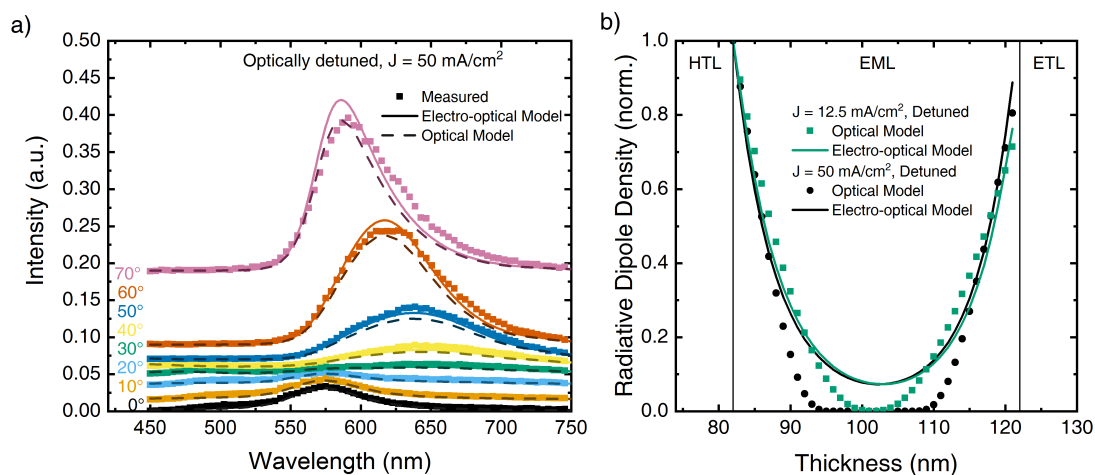 a)
Optically detuned, J = 50 mA/cm²
Measured
Electro-optical Model
Optical Model
Intensity (a.u.)
0.50
0.45
0.40
0.35
0.30
0.25
0.20
0.15
0.10
0.05
0.00
70°
60°
50°
40°
30°
20°
10°
0°
450 500 550 600 650 700 750
Wavelength (nm)
b)
HTL EML ETL
J = 12.5 mA/cm², Detuned
Optical Model
Electro-optical Model
J = 50 mA/cm², Detuned
Optical Model
Electro-optical Model
Radiative Dipole Density (norm.)
1.0
0.8
0.6
0.4
0.2
0.0
80 90 100 110 120 130
Thickness (nm)